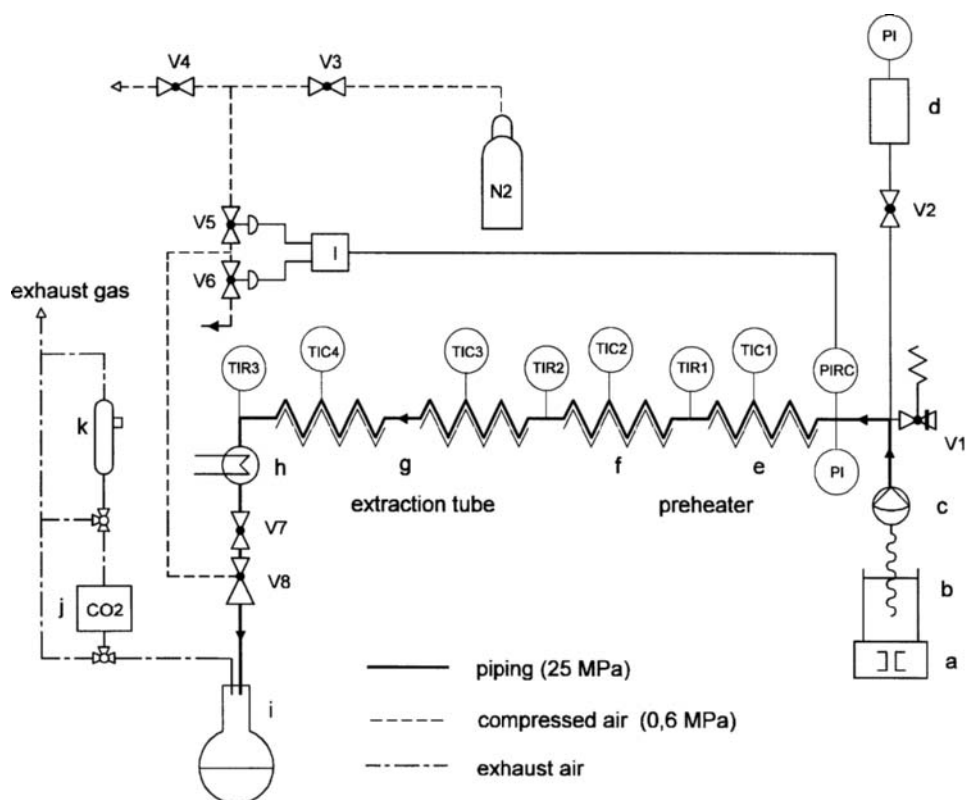 PI
V4
V3
d
N2
V2
V5
l
V6
exhaust gas
TIR3
TIC4
TIC3
TIR2
TIC2
TIR1
TIC1
PIRC
k
V1
h
g
f
e
PI
extraction tube
preheater
c
V7
V8
b
j
CO2
a
i
piping (25 MPa)
compressed air (0,6 MPa)
exhaust air